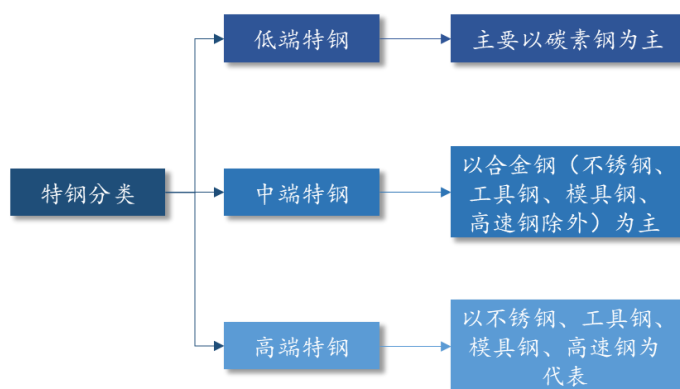 低端特钢
主要以碳素钢为主
特钢分类
中端特钢
以合金钢（不锈钢、
工具钢、模具钢、
高速钢除外）为主
高端特钢
以不锈钢、工具钢、
模具钢、高速钢为
代表